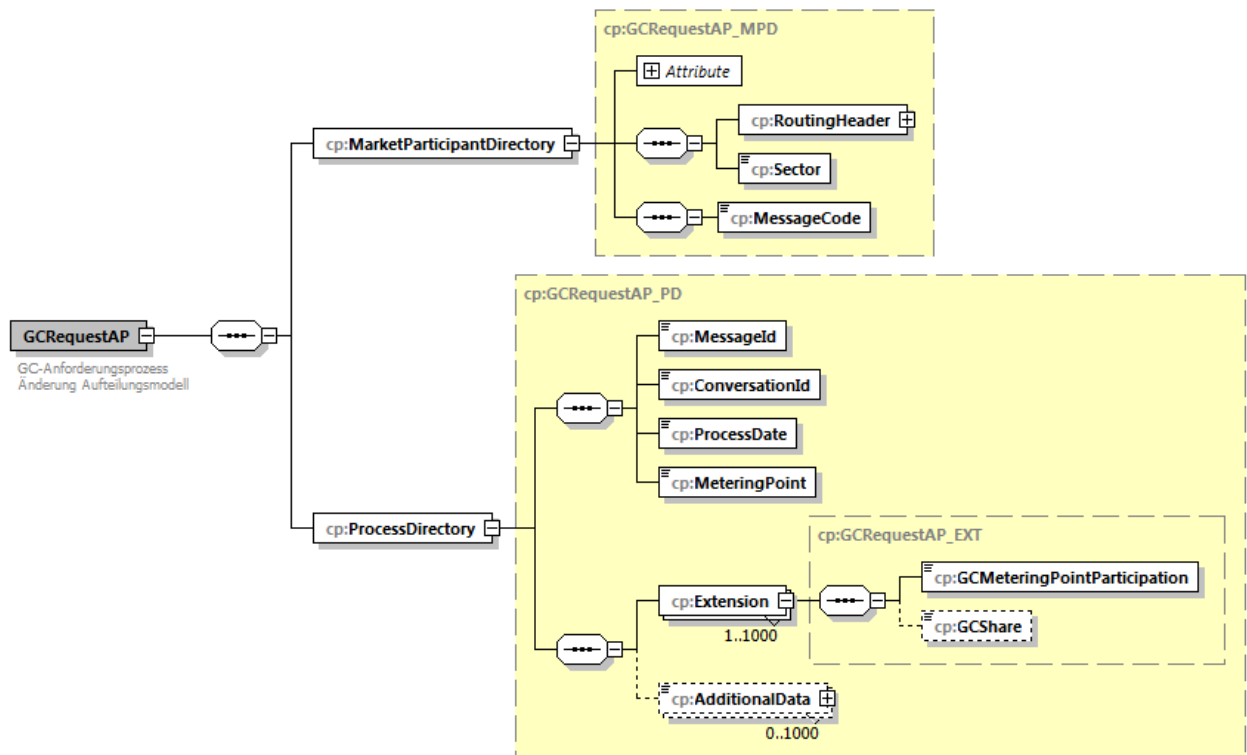 cp:GCRequestAP_MPD
Attribute
cp:RoutingHeader
cp:MarketParticipantDirectory
cp:Sector
cp:MessageCode
cp:GCRequestAP_PD
GCRequestAP
GC-Anforderungsprozess
Änderung Aufteilungsmodell
cp:MessageId
cp:ConversationId
cp:ProcessDate
cp:MeteringPoint
cp:ProcessDirectory
cp:GCRequestAP_EXT
cp:GCMeteringPointParticipation
cp:Extension
1..1000
cp:GCShare
cp:AdditionalData
0..1000